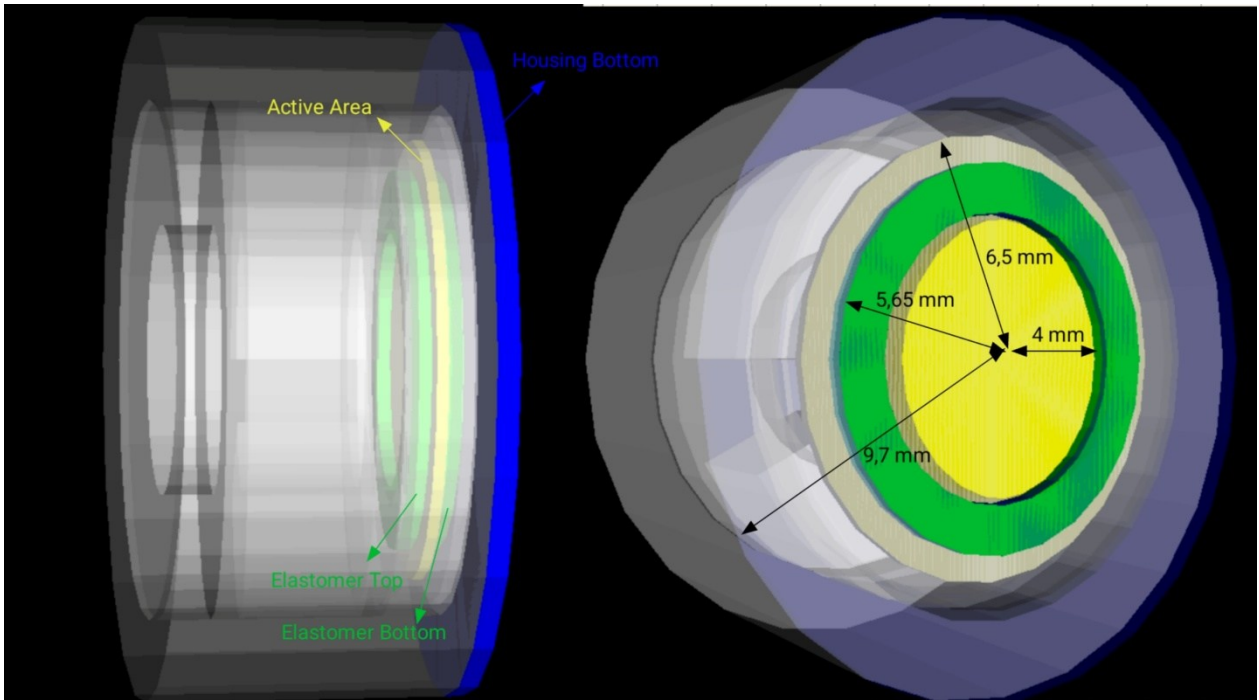 Housing Bottom
Active Area
Elastomer Top
Elastomer Bottom
6,5 mm
5,65 mm
4 mm
9,7 mm